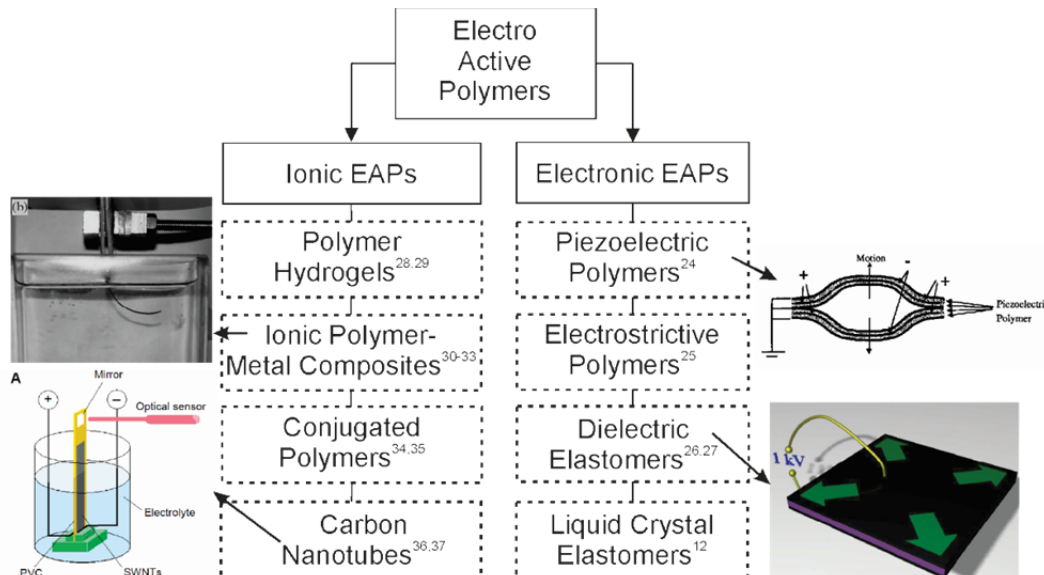 Electro
Active
Polymers
Ionic EAPs
Electronic EAPs
Polymer
Hydrogels28.29
Ionic Polymer-
Metal Composites30-33
Conjugated
Polymers34,35
Carbon
Nanotubes36.37
Piezoelectric
Polymers24
Electrostrictive
Polymers25
Dielectric
Elastomers26.27
Liquid Crystal
Elastomers12
(b)
A
Mirror
+
−
Optical sensor
Electrolyte
PVC
SWNTs
Motion
-
+
+
Piezoelectric
Polymer
1 kV